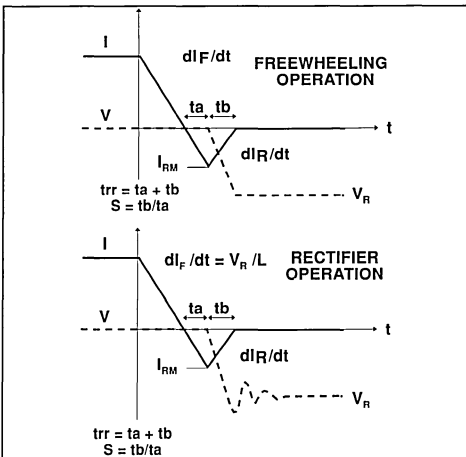 I
dIF/dt
FREEWHEELING
OPERATION
ta tb
V
t
IRM
dIR/dt
trr = ta + tb
S = tb/ta
VR
I
dIF /dt = VR /L
RECTIFIER
OPERATION
ta tb
V
t
IRM
dIR/dt
VR
trr = ta + tb
S = tb/ta